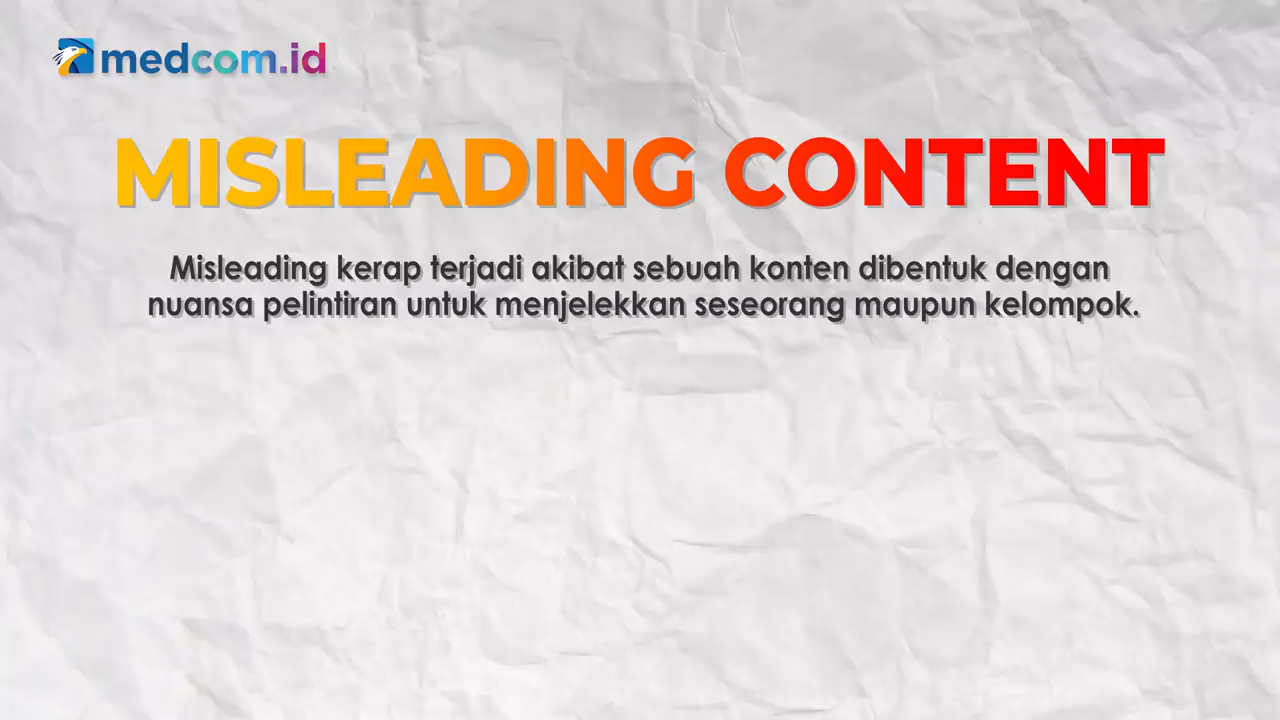 medcom.id
MISLEADING CONTENT
Misleading kerap terjadi akibat sebuah konten dibentuk dengan
nuansa pelintiran untuk menjelekkan seseorang maupun kelompok.